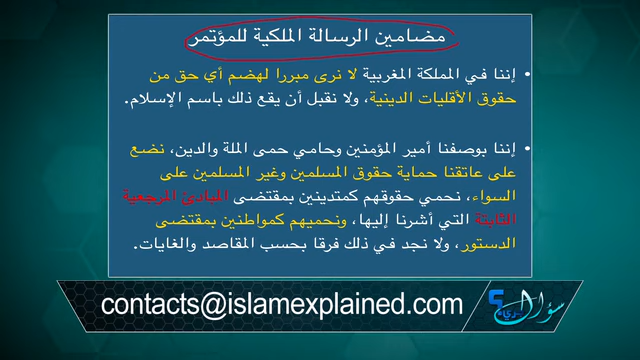 مضامين الرسالة الملكية للمؤتمر
• إننا في المملكة المغربية لا نرى مبررا لهضم أي حق من
حقوق الأقليات الدينية، ولا نقبل أن يقع ذلك باسم الإسلام.
• إننا بوصفنا أمير المؤمنين وحامي حمى الملة والدين، نضع
على عاتقنا حماية حقوق المسلمين وغير المسلمين على
السواء، نحمي حقوقهم كمتدينين بمقتضى المبادئ المرجعية
الثابتة التي أشرنا إليها، ونحميهم كمواطنين بمقتضى
الدستور، ولا نجد في ذلك فرقا بحسب المقاصد والغايات.
contacts@islamexplained.com
سؤال جريء